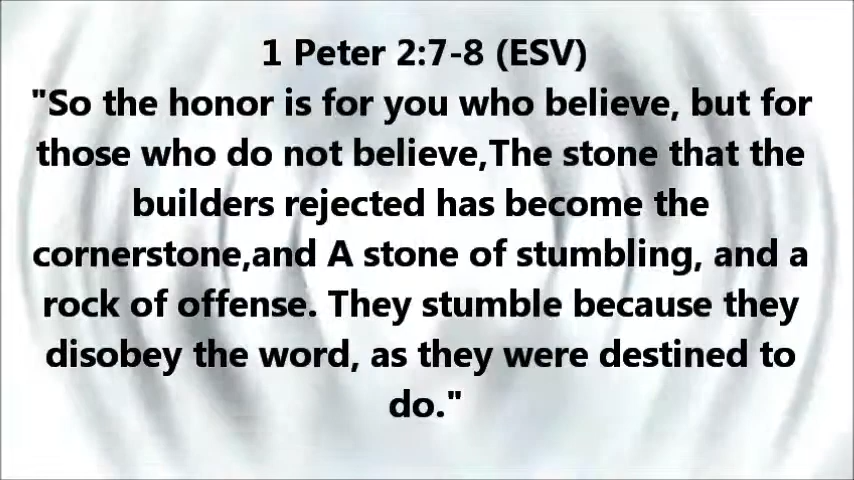 1 Peter 2:7-8 (ESV)
"So the honor is for you who believe, but for
those who do not believe,The stone that the
builders rejected has become the
cornerstone,and A stone of stumbling, and a
rock of offense. They stumble because they
disobey the word, as they were destined to
do."